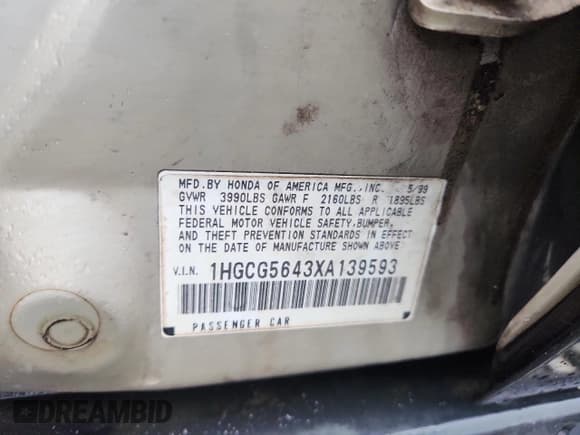 MFD.BY HONDA OF AMERICA MFG.,INC. 5/99
GVWR 3990LBS GAWR F 2160LBS R 1895LBS
THIS VEHICLE CONFORMS TO ALL APPLICABLE
FEDERAL MOTOR VEHICLE SAFETY,BUMPER,
AND THEFT PREVENTION STANDARDS IN EFFECT
ON THE DATE OF MANUFACTURE SHOWN ABOVE.
V.I.N. 1HGCG5643XA139593
PASSENGER CAR
DREAMBID